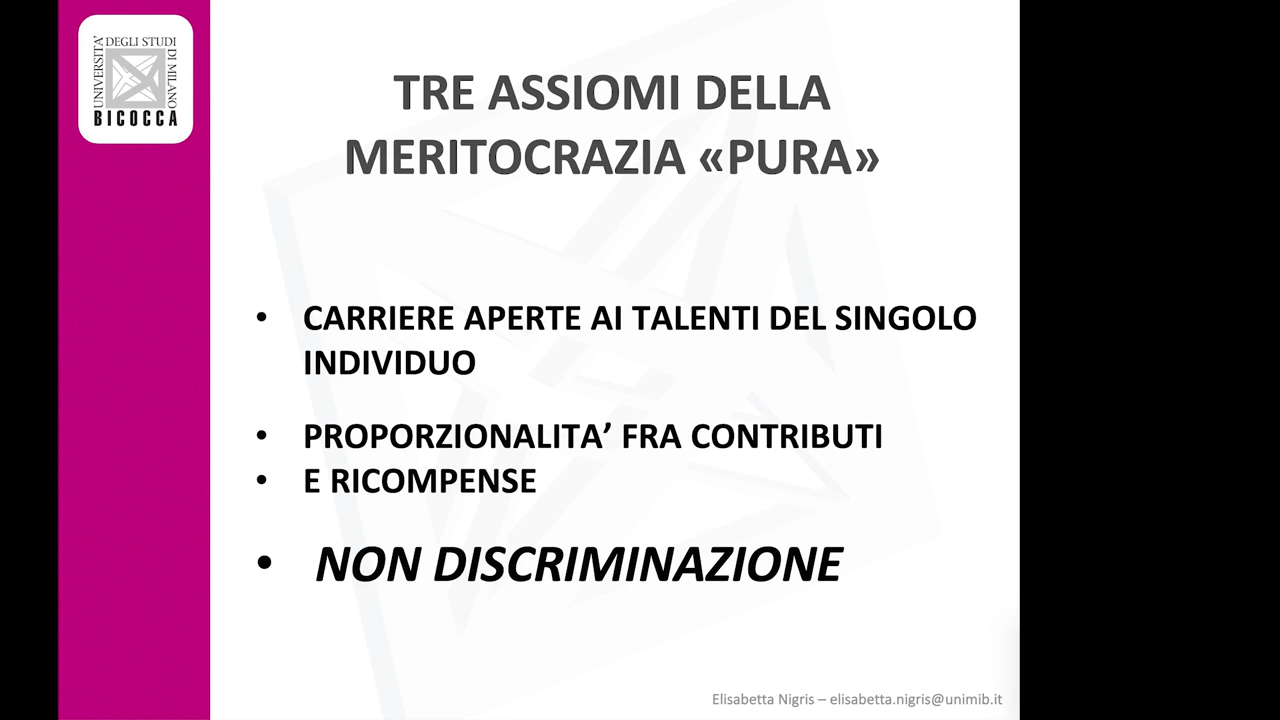 UNIVERSITA'
DEGLI STUDI
DI MILANO
BICOCCA
TRE ASSIOMI DELLA
MERITOCRAZIA «PURA»
• CARRIERE APERTE AI TALENTI DEL SINGOLO
INDIVIDUO
• PROPORZIONALITA’ FRA CONTRIBUTI
• E RICOMPENSE
• NON DISCRIMINAZIONE
Elisabetta Nigris – elisabetta.nigris@unimib.it